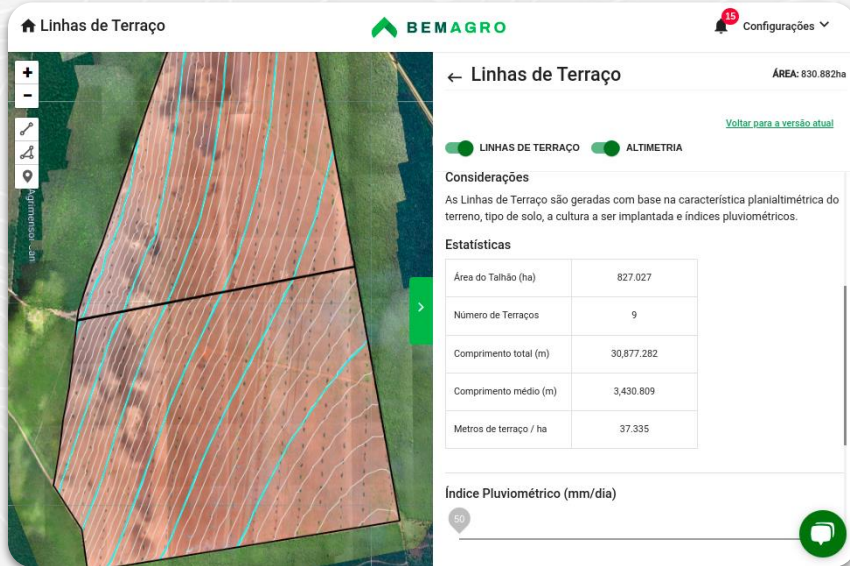 Linhas de Terraço
BEMAGRO
15
Configurações
+
−
Linhas de Terraço
ÁREA: 830.882ha
Voltar para a versão atual
LINHAS DE TERRAÇO
ALTIMETRIA
Considerações
As Linhas de Terraço são geradas com base na característica planialtimétrica do
terreno, tipo de solo, a cultura a ser implantada e índices pluviométricos.
Estatísticas
Área do Talhão (ha) 827.027
Número de Terraços 9
Comprimento total (m) 30,877.282
Comprimento médio (m) 3,430.809
Metros de terraço / ha 37.335
Índice Pluviométrico (mm/dia)
50